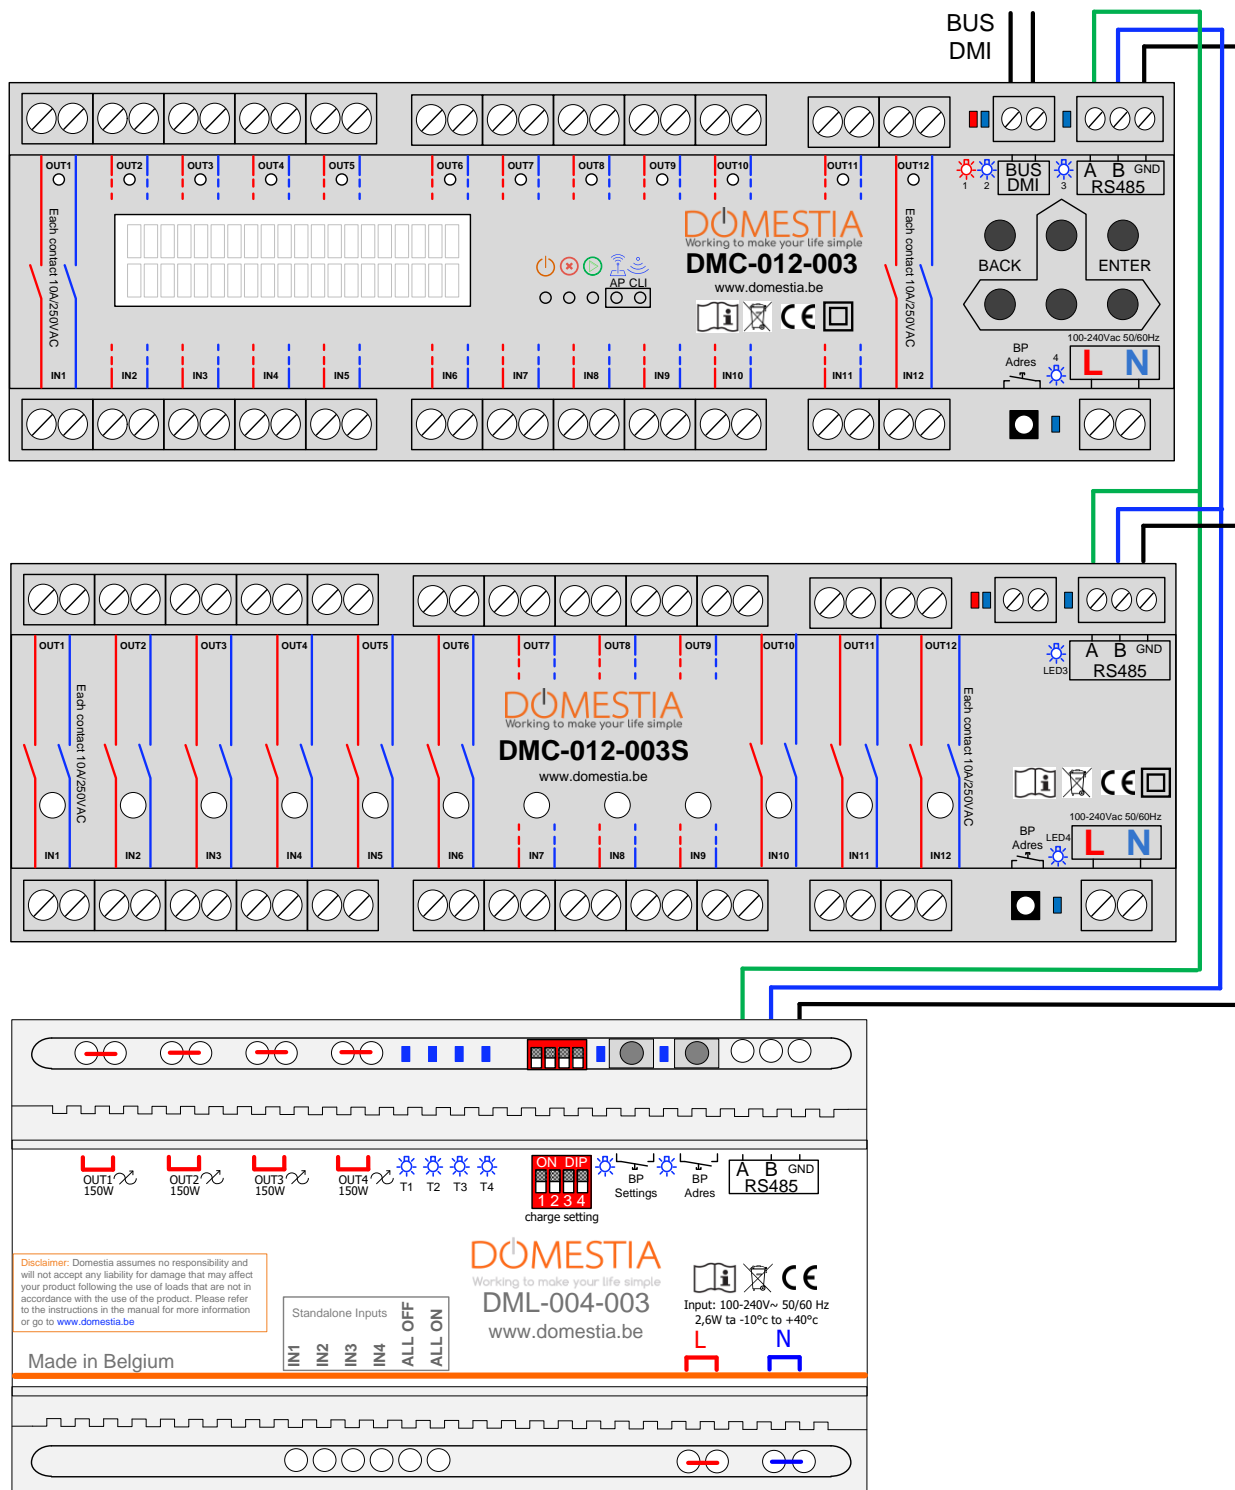 BUS
DMI
OUT1 OUT2 OUT3 OUT4 OUT5 OUT6 OUT7 OUT8 OUT9 OUT10 OUT11 OUT12
1 2 BUS DMI 3 A B GND
RS485
Each contact 10A/250VAC
DOMESTIA
Working to make your life simple
DMC-012-003
www.domestia.be
AP CLI
i CE
Each contact 10A/250VAC
BACK ENTER
100-240Vac 50/60Hz
BP
Adres 4 L N
IN1 IN2 IN3 IN4 IN5 IN6 IN7 IN8 IN9 IN10 IN11 IN12
OUT1 OUT2 OUT3 OUT4 OUT5 OUT6 OUT7 OUT8 OUT9 OUT10 OUT11 OUT12
LED3 A B GND
RS485
Each contact 10A/250VAC
DOMESTIA
Working to make your life simple
DMC-012-003S
www.domestia.be
Each contact 10A/250VAC
i CE
100-240Vac 50/60Hz
BP
Adres LED4 L N
IN1 IN2 IN3 IN4 IN5 IN6 IN7 IN8 IN9 IN10 IN11 IN12
OUT1 OUT2 OUT3 OUT4
150W 150W 150W 150W
T1 T2 T3 T4
ON DIP
1 2 3 4
charge setting
BP
Settings
BP
Adres
A B GND
RS485
Disclaimer: Domestia assumes no responsibility and
will not accept any liability for damage that may affect
your product following the use of loads that are not in
accordance with the use of the product. Please refer
to the instructions in the manual for more information
or go to www.domestia.be
Made in Belgium
Standalone Inputs
IN1 IN2 IN3 IN4 ALL OFF ALL ON
DOMESTIA
Working to make your life simple
DML-004-003
www.domestia.be
i CE
Input: 100-240V~ 50/60 Hz
2,6W ta -10°c to +40°c
L N